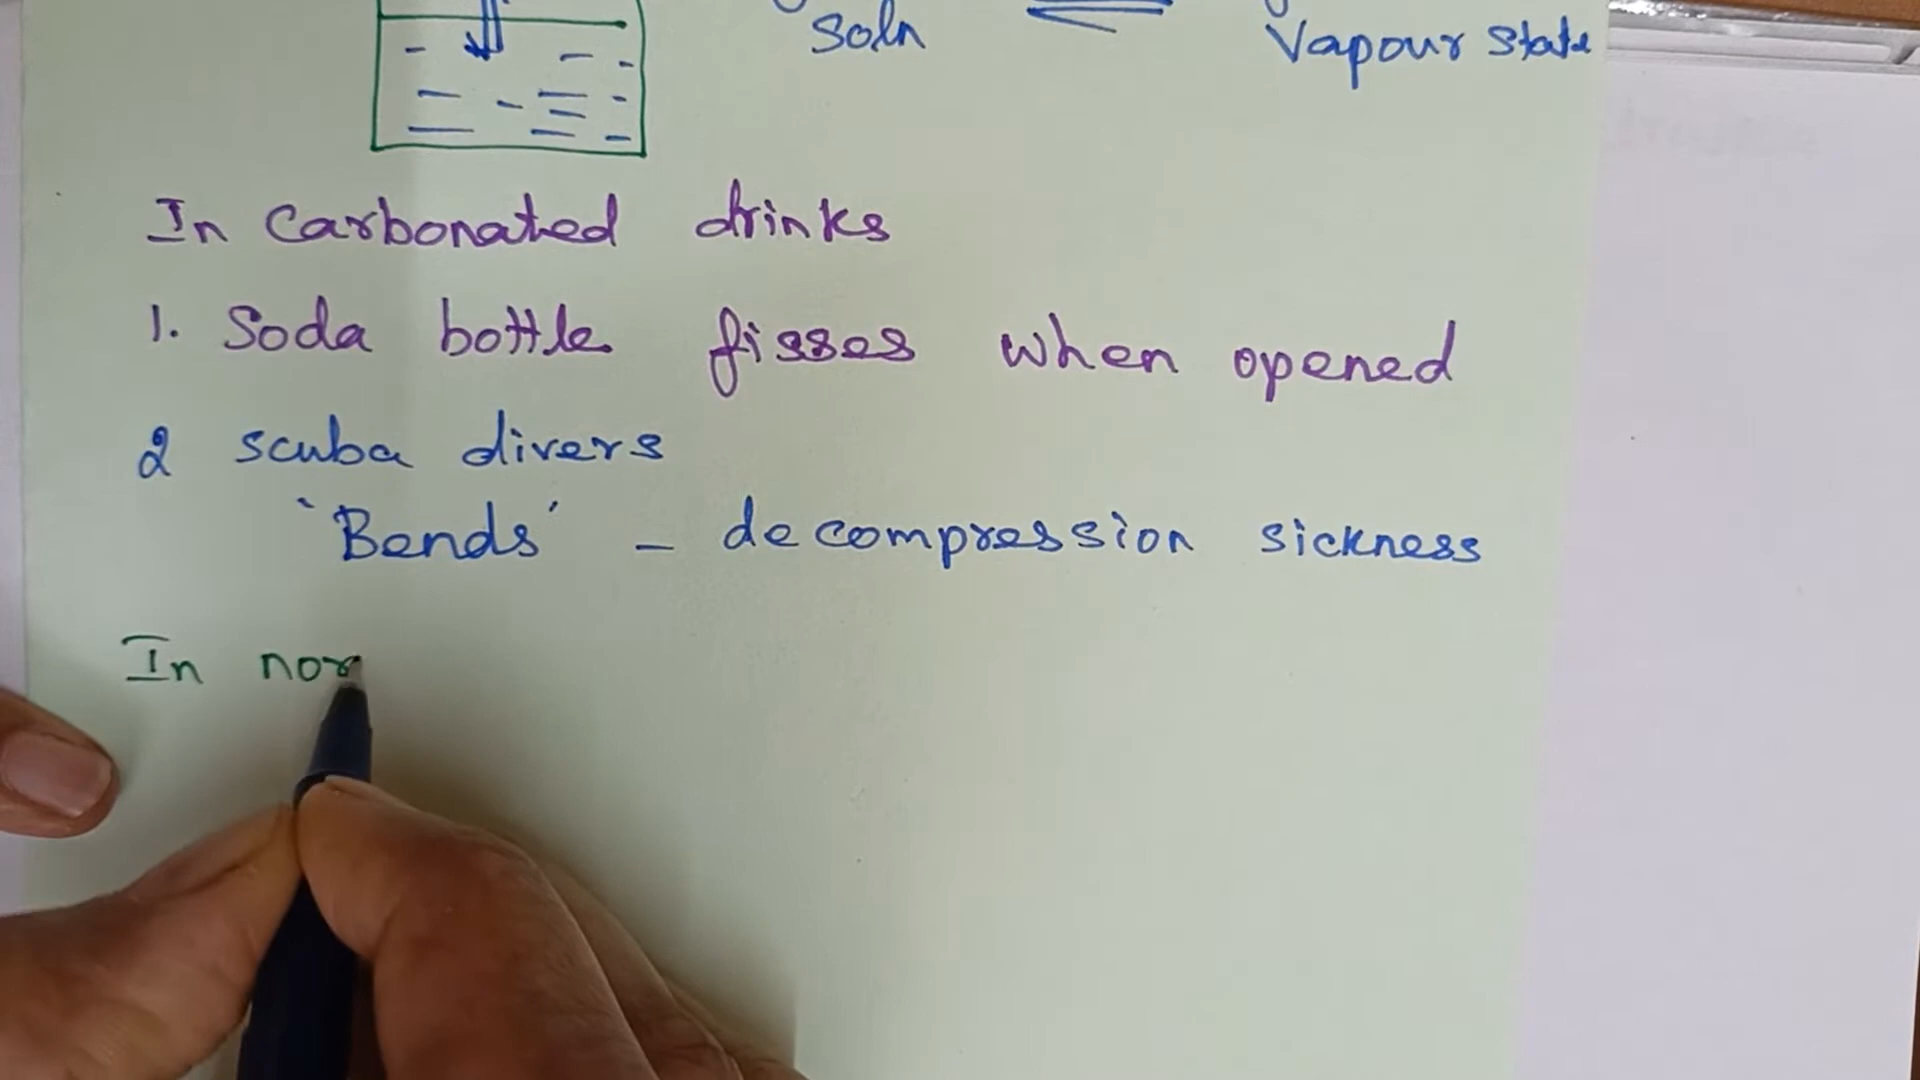 Soln Vapour state
In Carbonated drinks
1. Soda bottle fisses when opened
2 scuba divers
'Bends' - decompression sickness
In nor